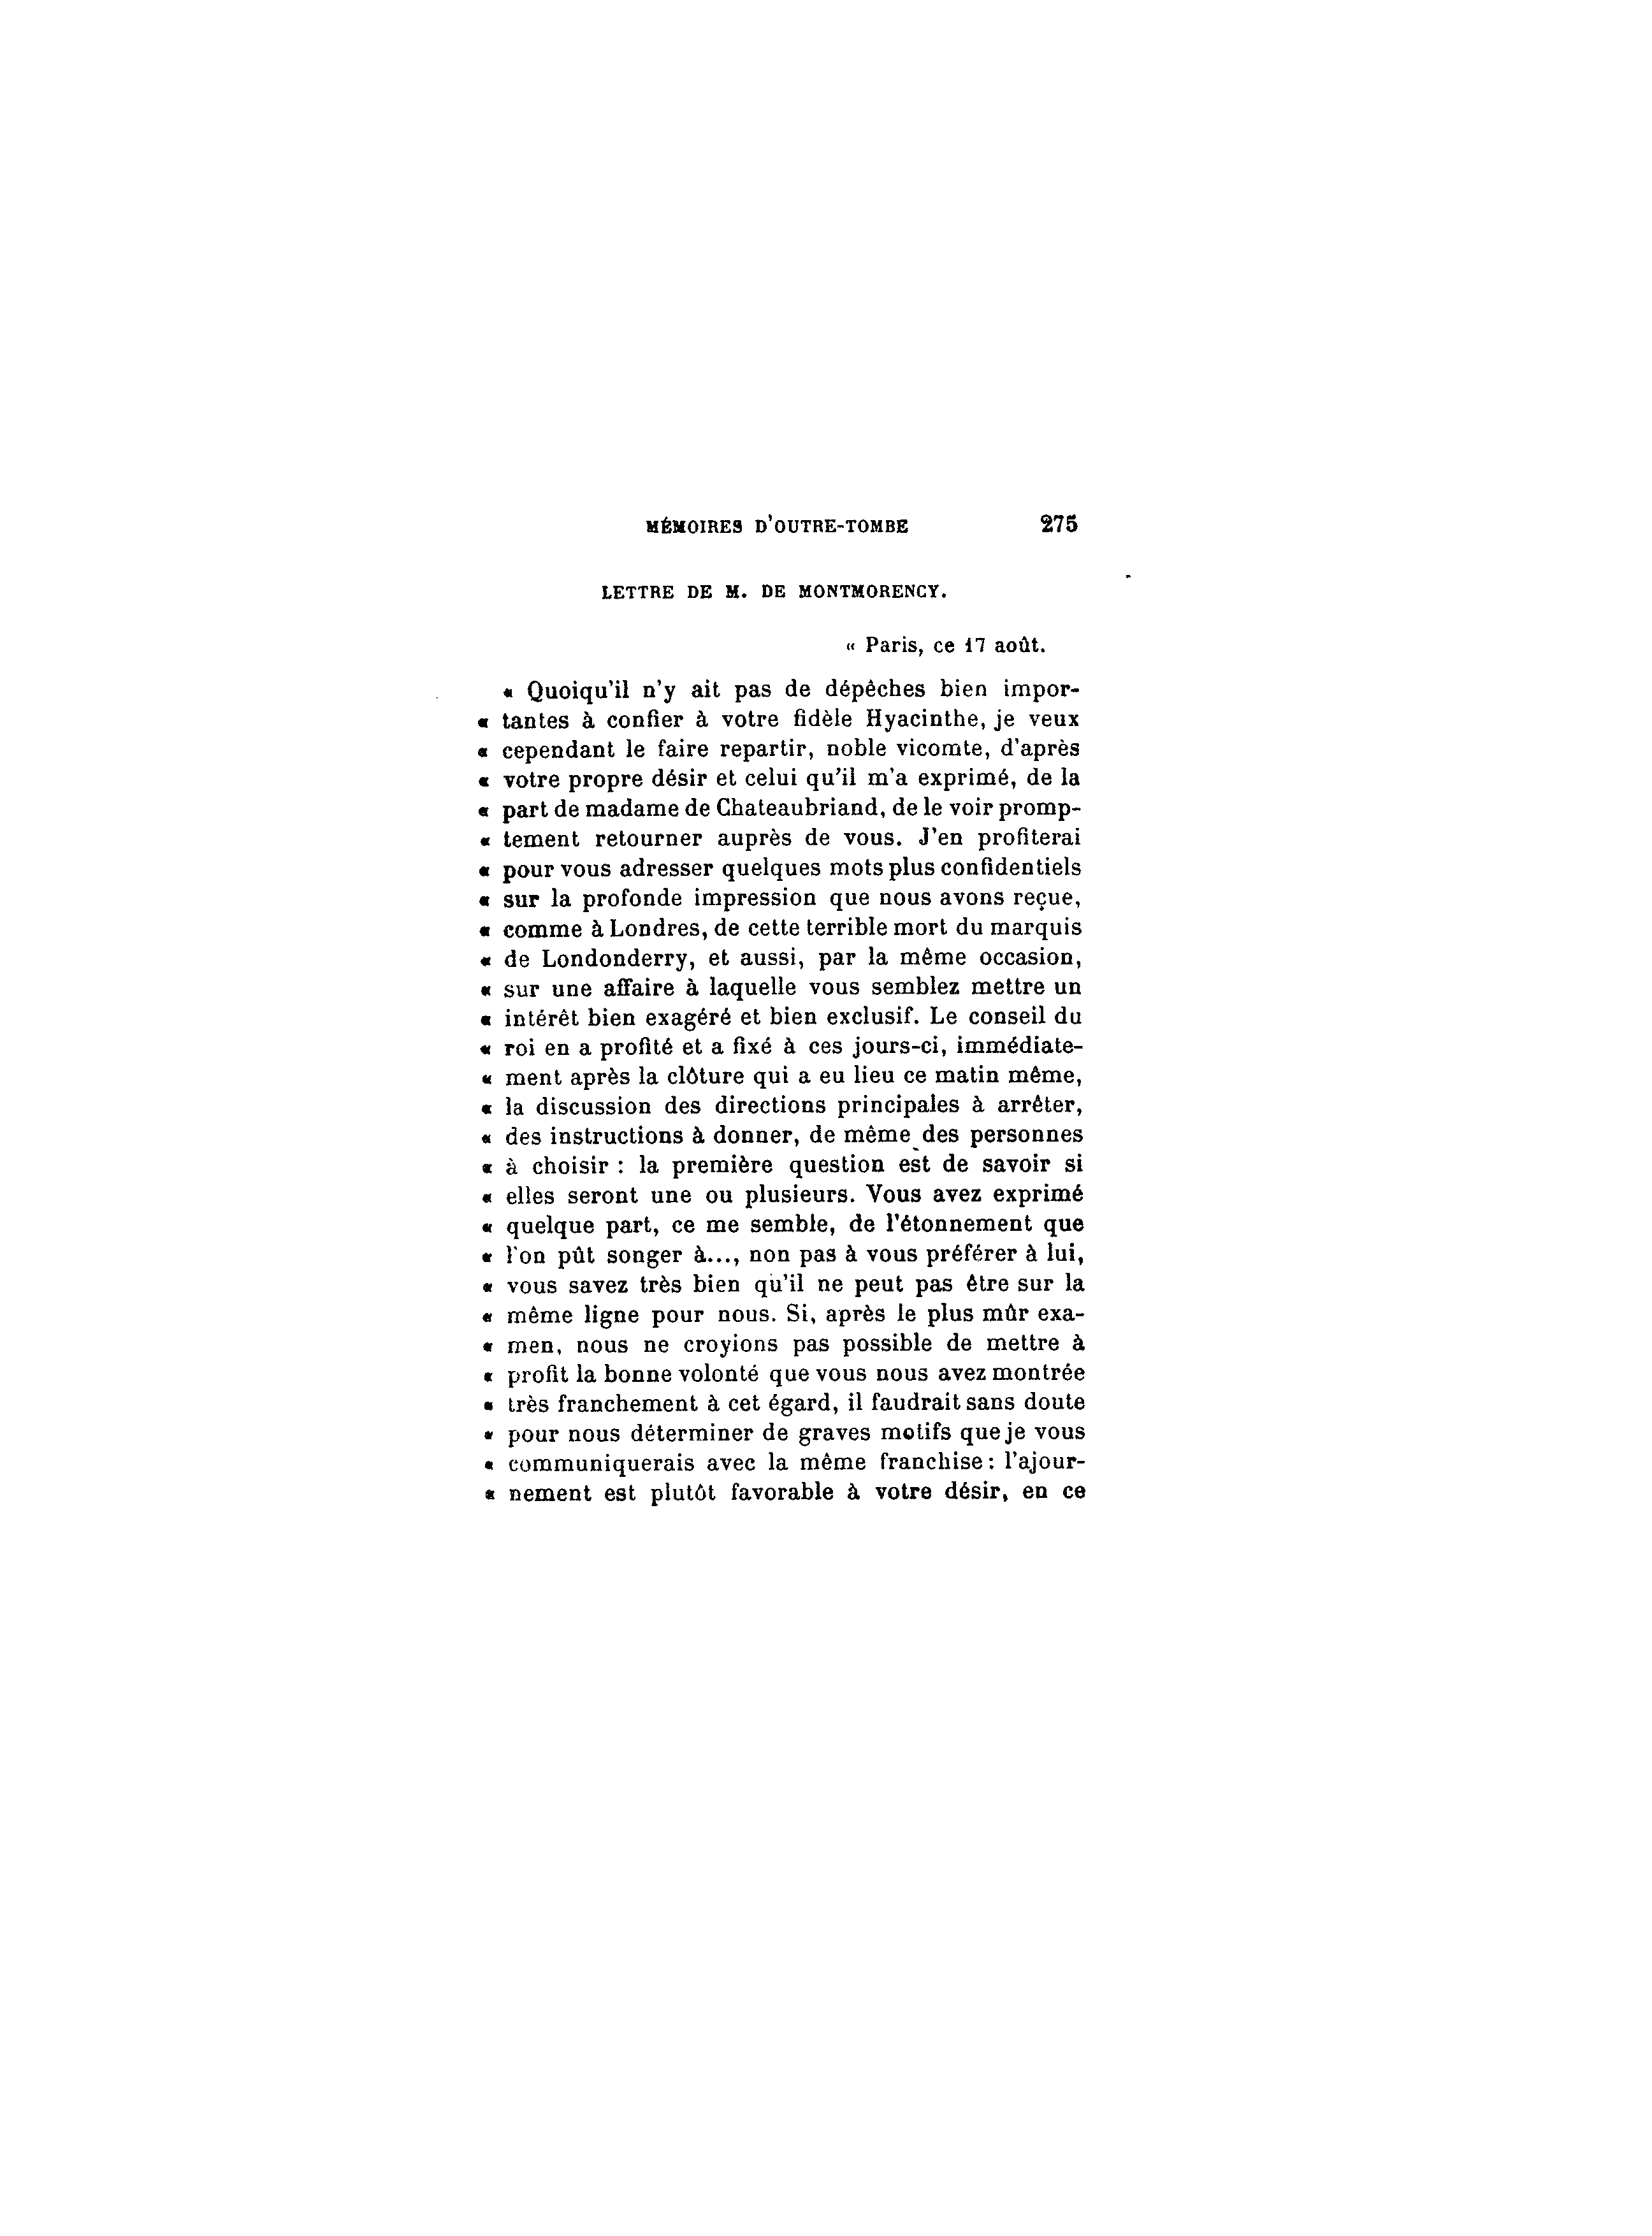 MÉMOIRES D'OUTRE-TOMBE 275
LETTRE DE M. DE MONTMORENCY.
« Paris, ce 17 août.
« Quoiqu'il n'y ait pas de dépêches bien impor-
« tantes à confier à votre fidèle Hyacinthe, je veux
« cependant le faire repartir, noble vicomte, d'après
« votre propre désir et celui qu'il m'a exprimé, de la
« part de madame de Chateaubriand, de le voir promp-
« tement retourner auprès de vous. J'en profiterai
« pour vous adresser quelques mots plus confidentiels
« sur la profonde impression que nous avons reçue,
« comme à Londres, de cette terrible mort du marquis
« de Londonderry, et aussi, par la même occasion,
« sur une affaire à laquelle vous semblez mettre un
« intérêt bien exagéré et bien exclusif. Le conseil du
« roi en a profité et a fixé à ces jours-ci, immédiate-
« ment après la clôture qui a eu lieu ce matin même,
« la discussion des directions principales à arrêter,
« des instructions à donner, de même des personnes
« à choisir : la première question est de savoir si
« elles seront une ou plusieurs. Vous avez exprimé
« quelque part, ce me semble, de l'étonnement que
« l'on pût songer à..., non pas à vous préférer à lui,
« vous savez très bien qu'il ne peut pas être sur la
« même ligne pour nous. Si, après le plus mûr exa-
« men, nous ne croyions pas possible de mettre à
« profit la bonne volonté que vous nous avez montrée
« très franchement à cet égard, il faudrait sans doute
« pour nous déterminer de graves motifs que je vous
« communiquerais avec la même franchise : l'ajour-
« nement est plutôt favorable à votre désir, en ce